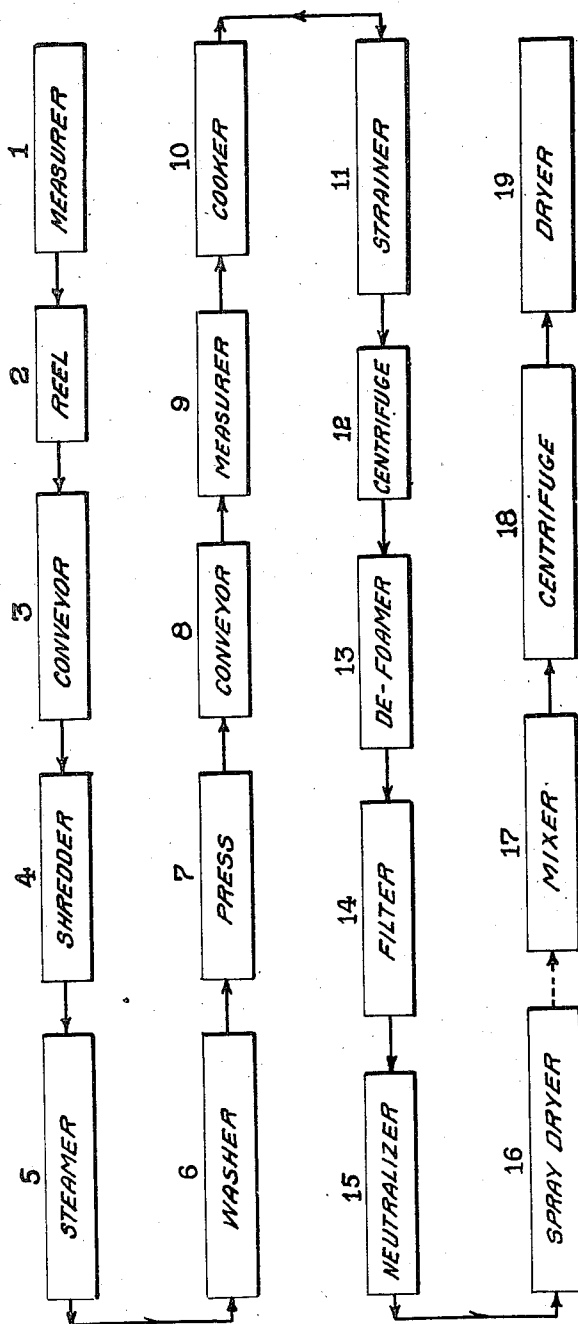 1
MEASURER
2
REEL
3
CONVEYOR
4
SHREDDER
5
STEAMER
6
WASHER
7
PRESS
8
CONVEYOR
9
MEASURER
10
COOKER
11
STRAINER
12
CENTRIFUGE
13
DE-FOAMER
14
FILTER
15
NEUTRALIZER
16
SPRAY DRYER
17
MIXER
18
CENTRIFUGE
19
DRYER